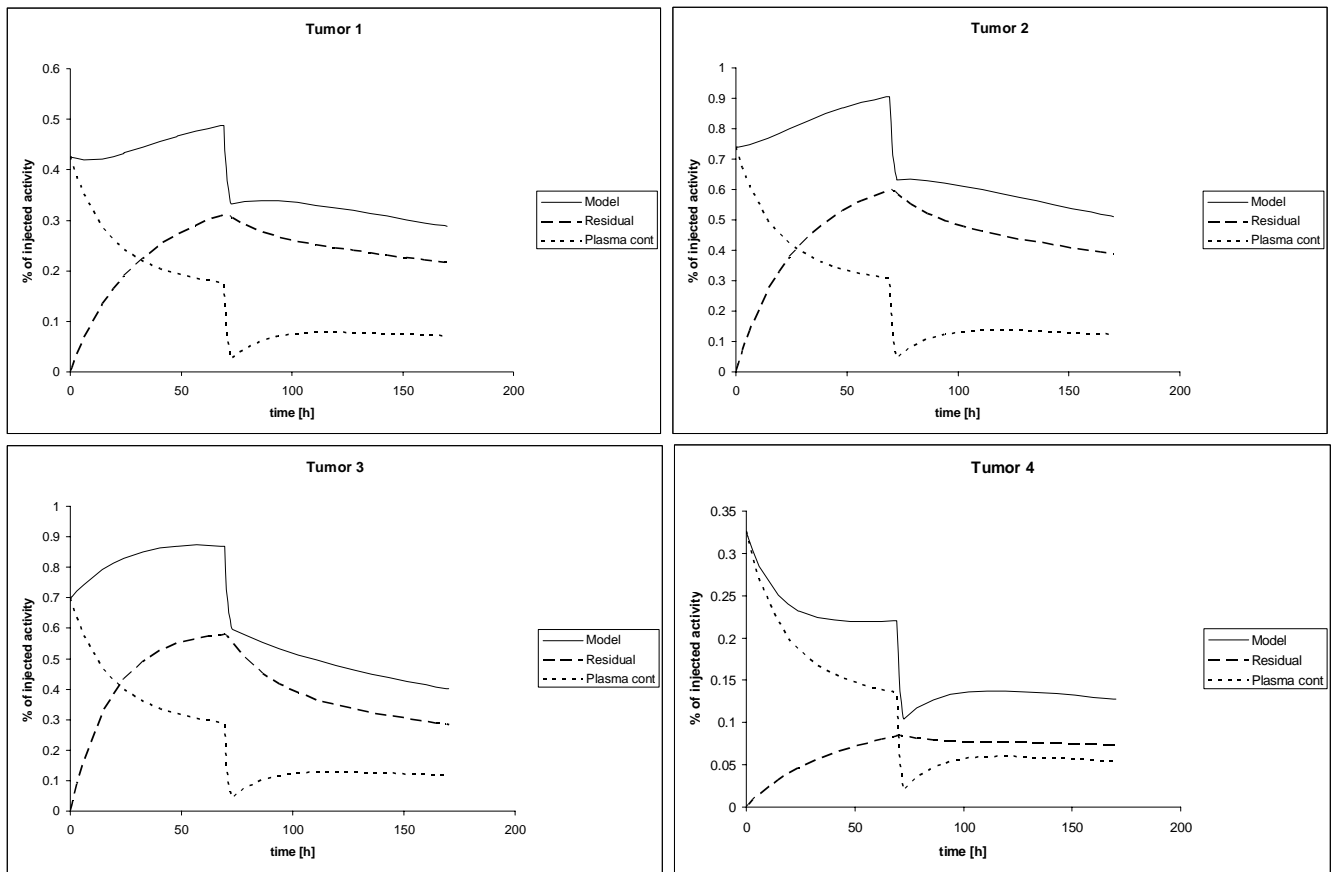 Tumor 1
% of injected activity
0.6
0.5
0.4
0.3
0.2
0.1
0
0 50 100 150 200
time [h]
Model
Residual
Plasma cont
Tumor 2
% of injected activity
1
0.9
0.8
0.7
0.6
0.5
0.4
0.3
0.2
0.1
0
0 50 100 150 200
time [h]
Model
Residual
Plasma cont
Tumor 3
% of injected activity
1
0.9
0.8
0.7
0.6
0.5
0.4
0.3
0.2
0.1
0
0 50 100 150 200
time [h]
Model
Residual
Plasma cont
Tumor 4
% of injected activity
0.35
0.3
0.25
0.2
0.15
0.1
0.05
0
0 50 100 150 200
time [h]
Model
Residual
Plasma cont